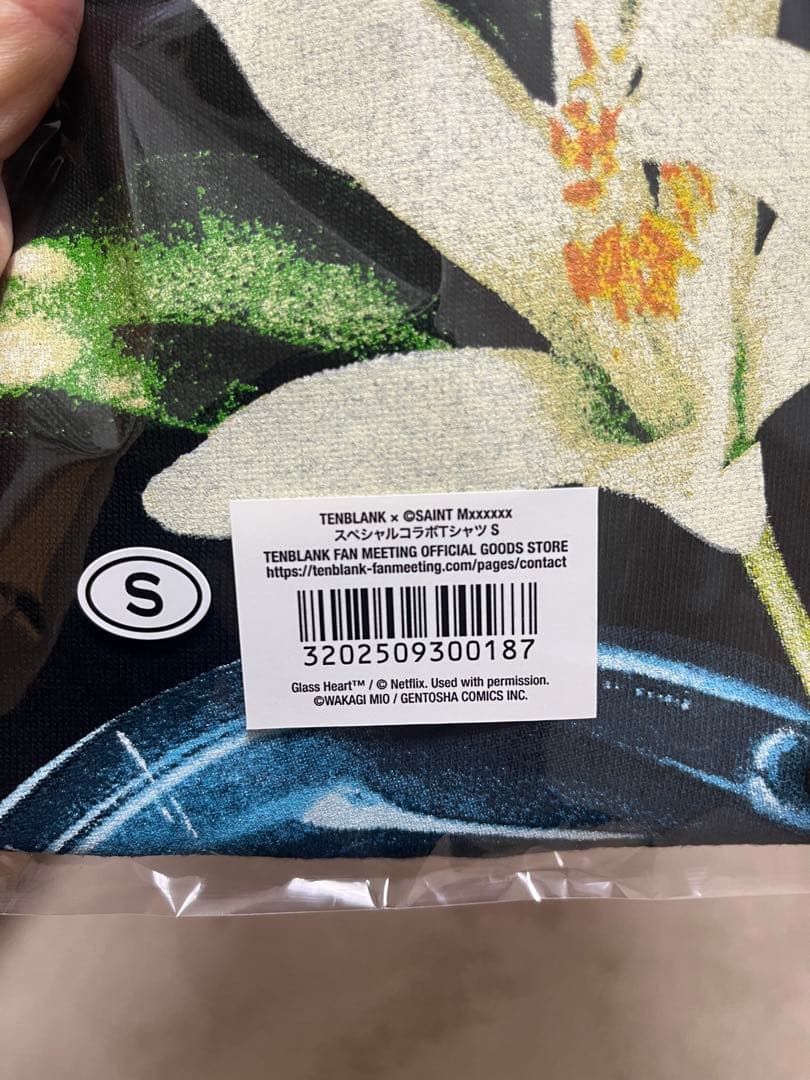 TENBLANK × ©SAINT Mxxxxxx
スペシャルコラボTシャツ S
TENBLANK FAN MEETING OFFICIAL GOODS STORE
https://tenblank-fanmeeting.com/pages/contact
S
3202509300187
Glass Heart™ / © Netflix. Used with permission.
©WAKAGI MIO / GENTOSHA COMICS INC.